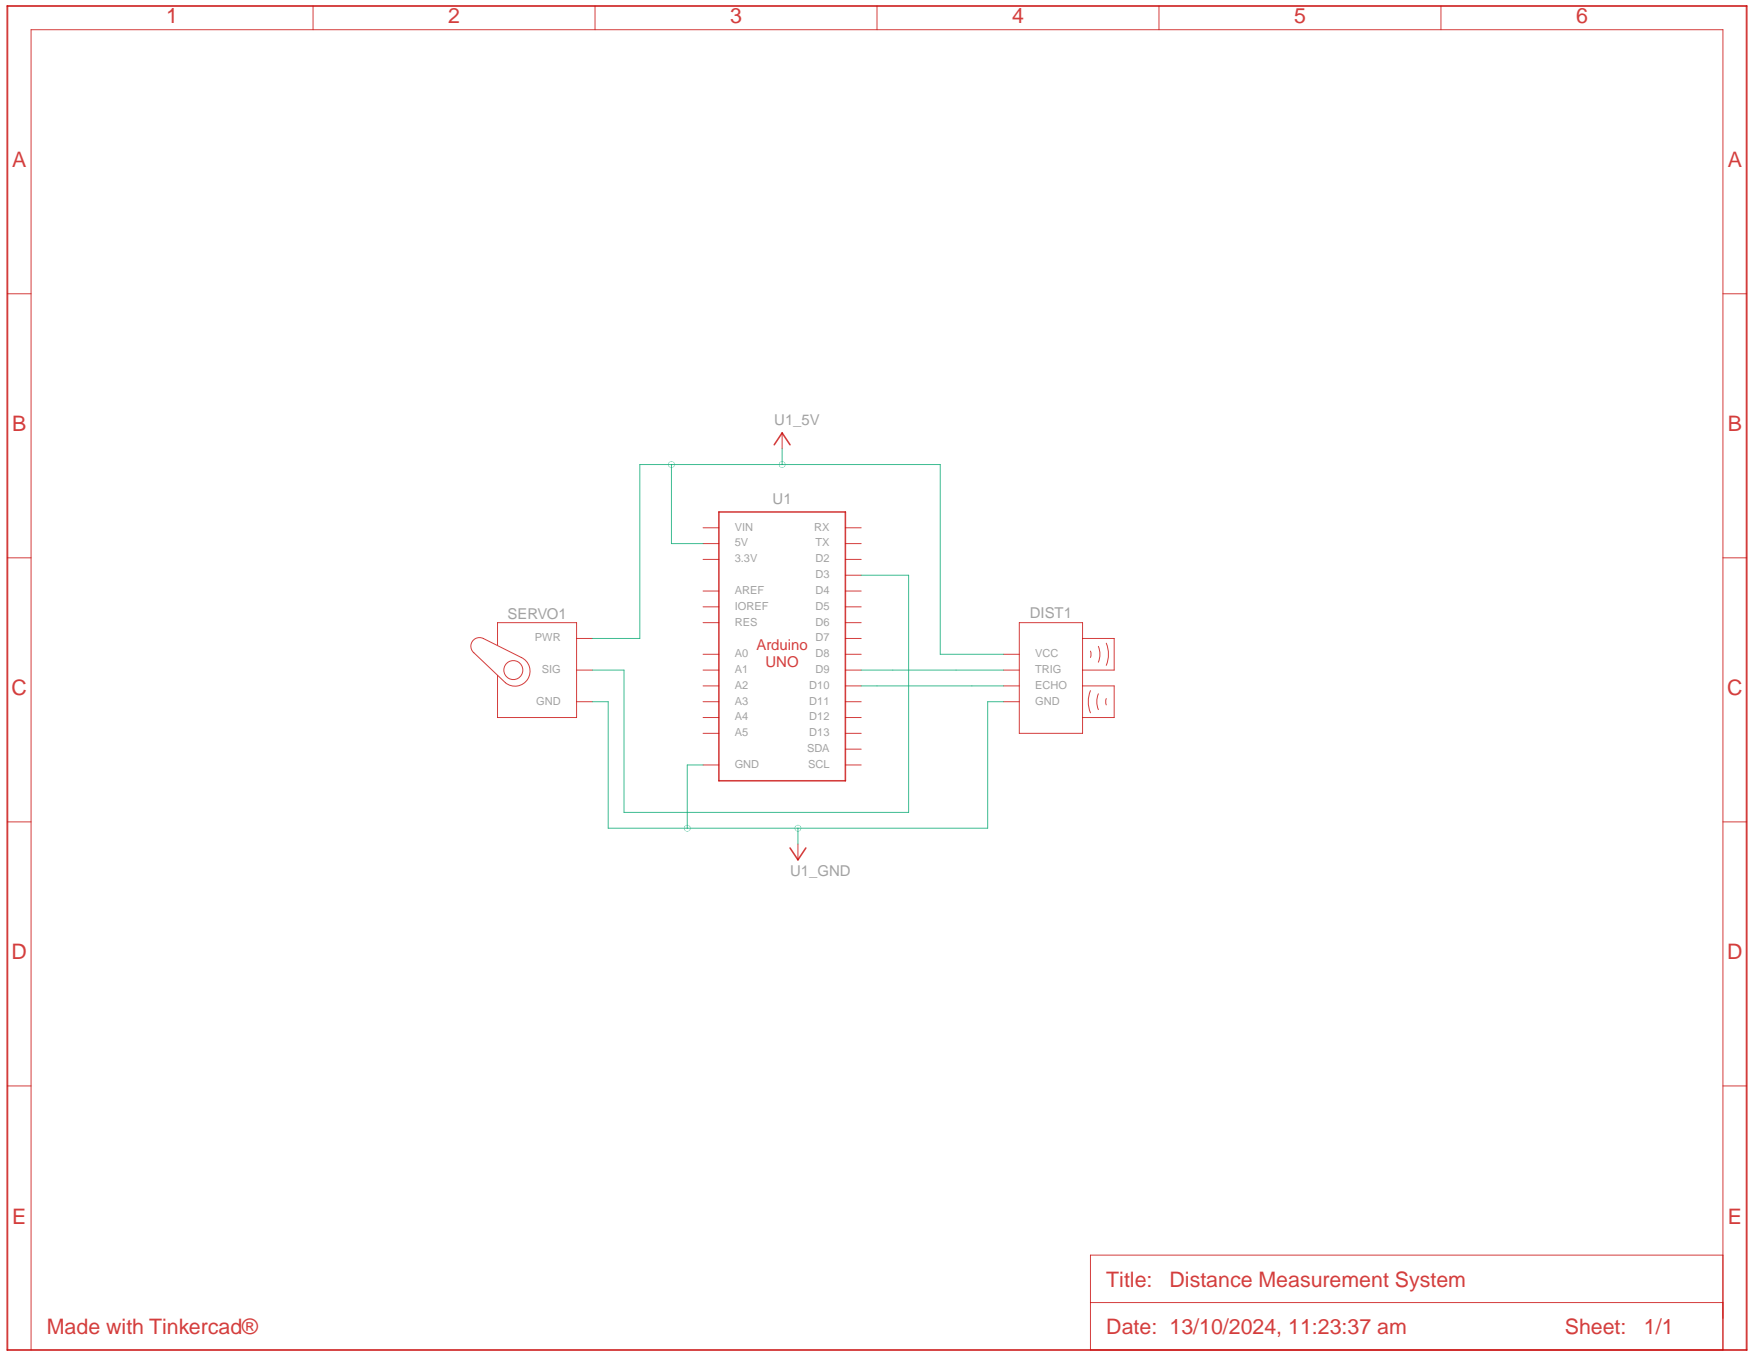 1 2 3 4 5 6
A A
B B
U1_5V
U1
VIN RX
5V TX
3.3V D2
D3
AREF D4
IOREF D5
RES D6
D7
A0 D8
A1 D9
A2 D10
A3 D11
A4 D12
A5 D13
SDA
GND SCL
Arduino
UNO
SERVO1
PWR
SIG
GND
DIST1
VCC
TRIG
ECHO
GND
C C
U1_GND
D D
E E
Title: Distance Measurement System
Made with Tinkercad®
Date: 13/10/2024, 11:23:37 am Sheet: 1/1